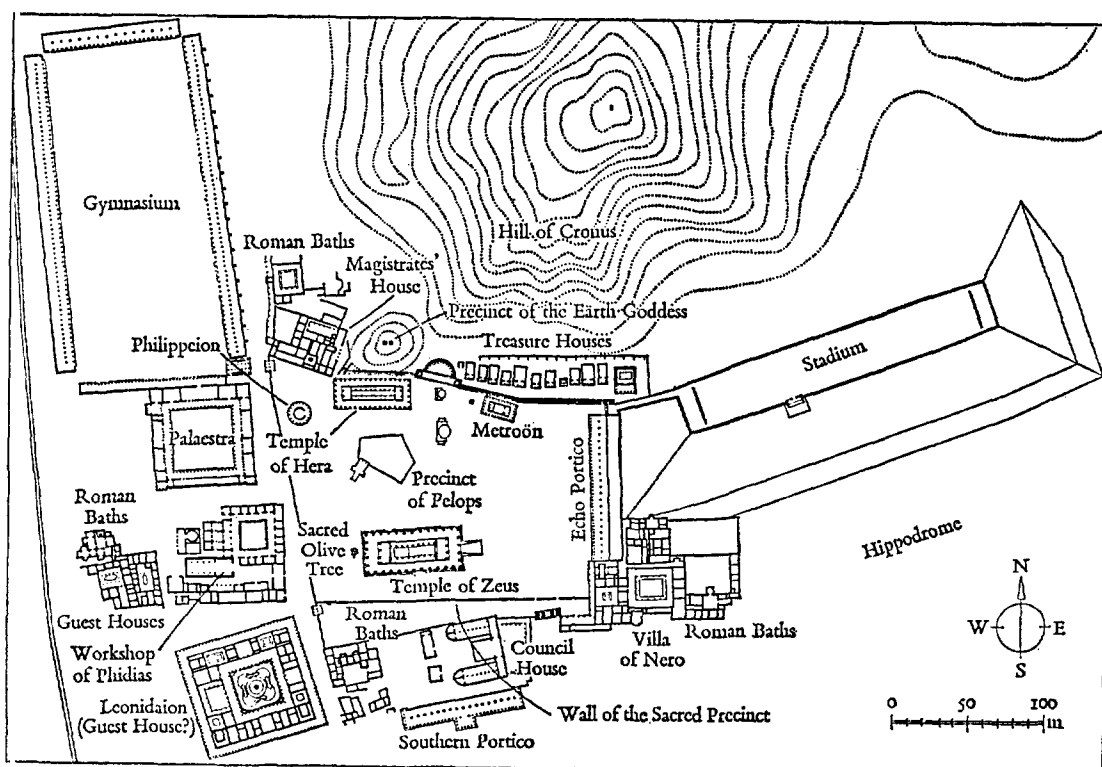 Gymnasium
Hill of Cronus
Roman Baths
Magistrates'
House
Precinct of the Earth Goddess
Philippeion
Treasure Houses
Stadium
Palaestra
Temple
of Hera
Metroön
Precinct
of Pelops
Echo Portico
Roman
Baths
Sacred
Olive
Tree
Temple of Zeus
Hippodrome
Guest Houses
Workshop
of Phidias
Roman
Baths
Council
House
Villa
of Nero
Roman Baths
N
W
E
S
Leonidaion
(Guest House?)
Wall of the Sacred Precinct
Southern Portico
0 50 100
m